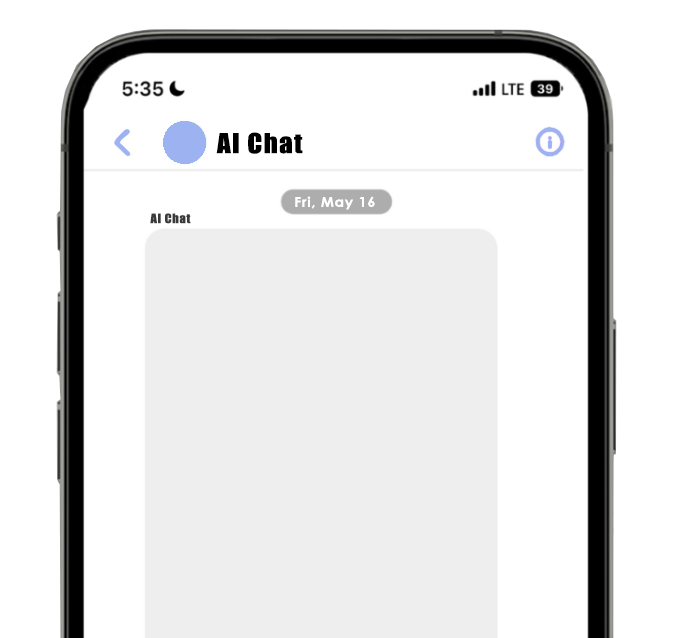 5:35 LTE 39
AI Chat
Fri, May 16
AI Chat